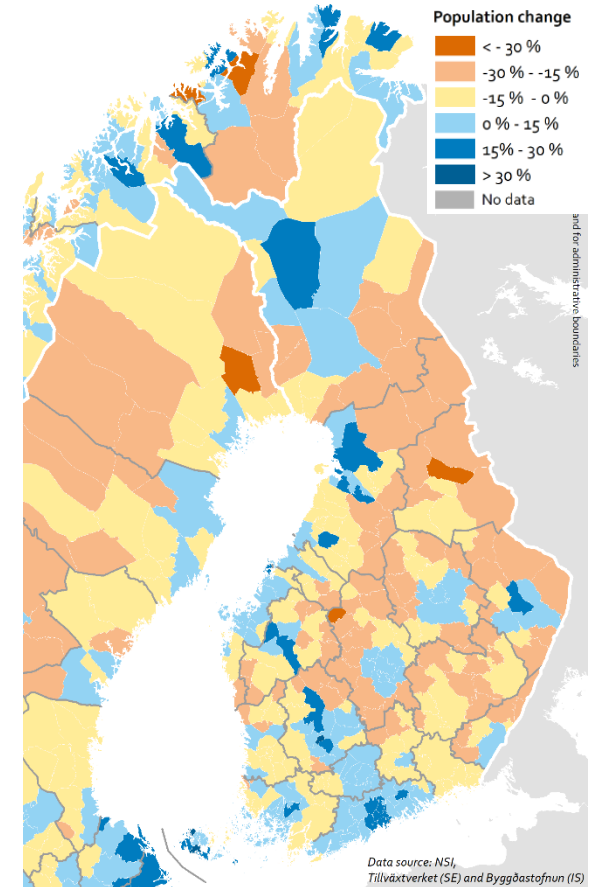 Population change
< - 30 %
-30 % - -15 %
-15 % - 0 %
0 % - 15 %
15% - 30 %
> 30 %
No data
and for administrative boundaries
Data source: NSI,
Tillväxtverket (SE) and Byggðastofnun (IS)